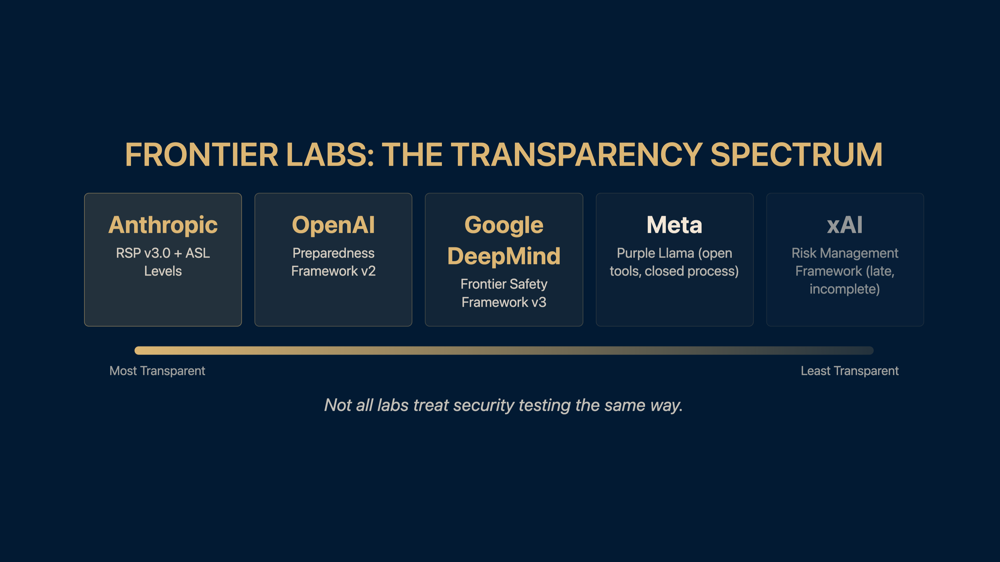 FRONTIER LABS: THE TRANSPARENCY SPECTRUM
Anthropic
RSP v3.0 + ASL
Levels
OpenAI
Preparedness
Framework v2
Google
DeepMind
Frontier Safety
Framework v3
Meta
Purple Llama (open
tools, closed process)
xAI
Risk Management
Framework (late,
incomplete)
Most Transparent
Least Transparent
Not all labs treat security testing the same way.